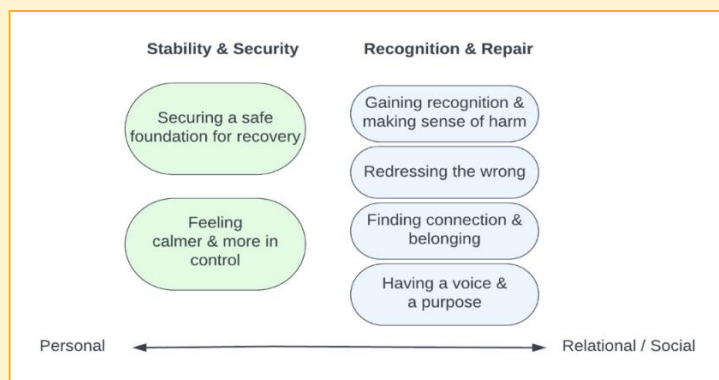 Stability & Security
Recognition & Repair
Securing a safe
foundation for recovery
Feeling
calmer & more in
control
Gaining recognition &
making sense of harm
Redressing the wrong
Finding connection &
belonging
Having a voice &
a purpose
Personal
Relational / Social